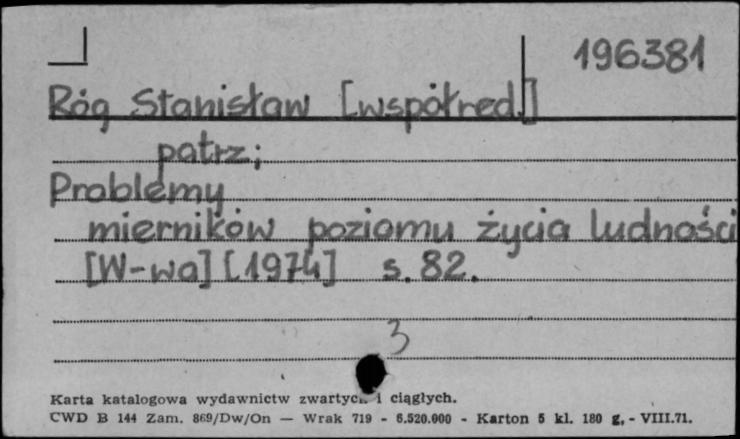 196381
Róg Stanisław [współred.]
patrz;
Problemy
mierników poziomu życia ludności
[W-wa] [1974] s. 82.
3
Karta katalogowa wydawnictw zwartych i ciągłych.
CWD B 144 Zam. 869/Dw/On — Wrak 719 - 6.520.000 - Karton 5 kl. 180 g, - VIII.71.